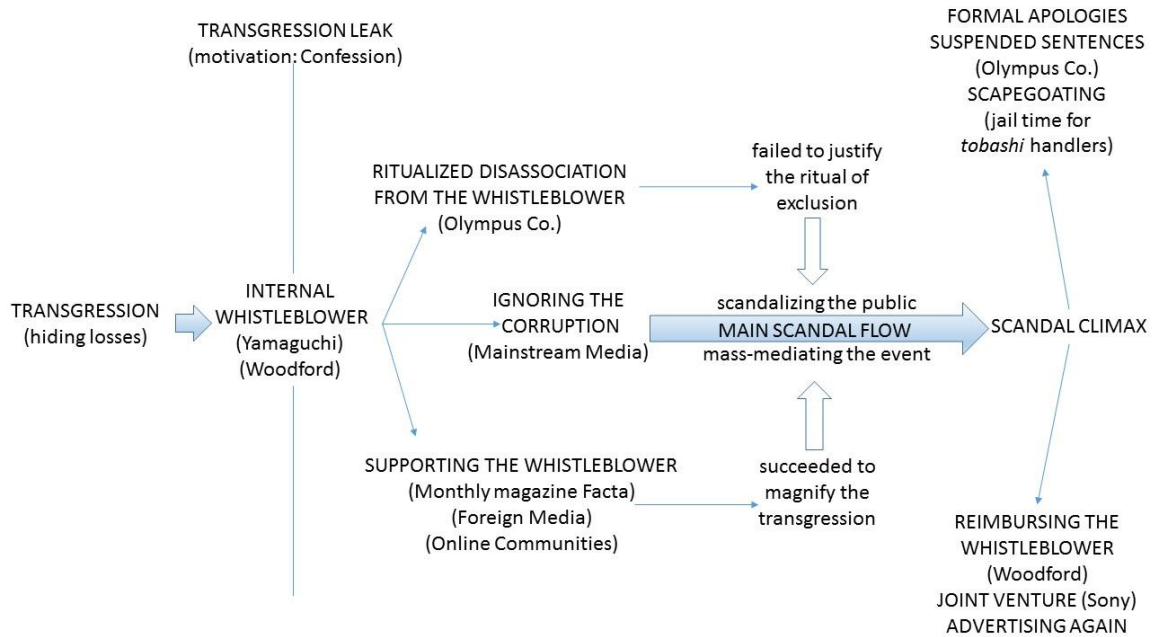 TRANSGRESSION LEAK
(motivation: Confession)
TRANSGRESSION
(hiding losses)
INTERNAL
WHISTLEBLOWER
(Yamaguchi)
(Woodford)
RITUALIZED DISASSOCIATION
FROM THE WHISTLEBLOWER
(Olympus Co.)
IGNORING THE
CORRUPTION
(Mainstream Media)
SUPPORTING THE WHISTLEBLOWER
(Monthly magazine Facta)
(Foreign Media)
(Online Communities)
failed to justify
the ritual of
exclusion
scandalizing the public
MAIN SCANDAL FLOW
mass-mediating the event
succeeded to
magnify the
transgression
SCANDAL CLIMAX
FORMAL APOLOGIES
SUSPENDED SENTENCES
(Olympus Co.)
SCAPEGOATING
(jail time for
tobashi handlers)
REIMBURSING THE
WHISTLEBLOWER
(Woodford)
JOINT VENTURE (Sony)
ADVERTISING AGAIN